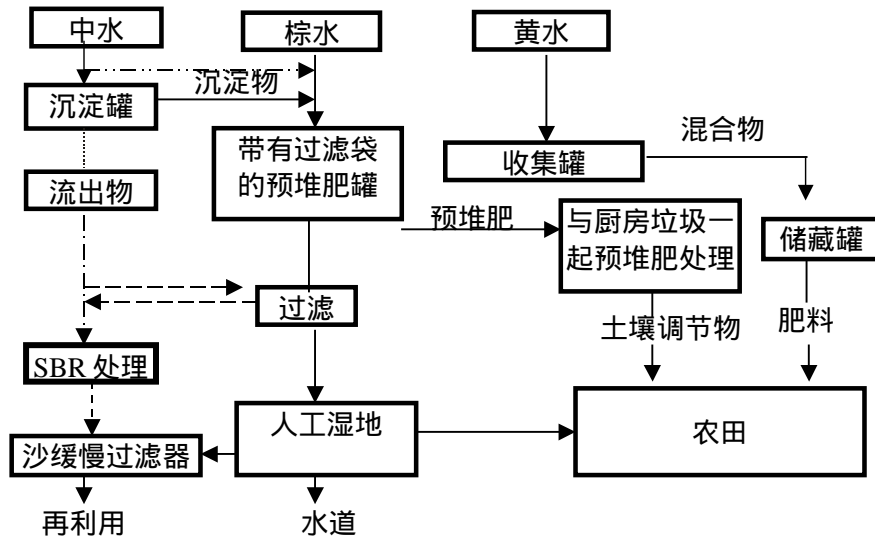 中水
棕水
黄水
沉淀物
沉淀罐
混合物
带有过滤袋
的预堆肥罐
收集罐
流出物
预堆肥
与厨房垃圾一
起预堆肥处理
储藏罐
过滤
土壤调节物
肥料
SBR 处理
人工湿地
农田
沙缓慢过滤器
再利用
水道